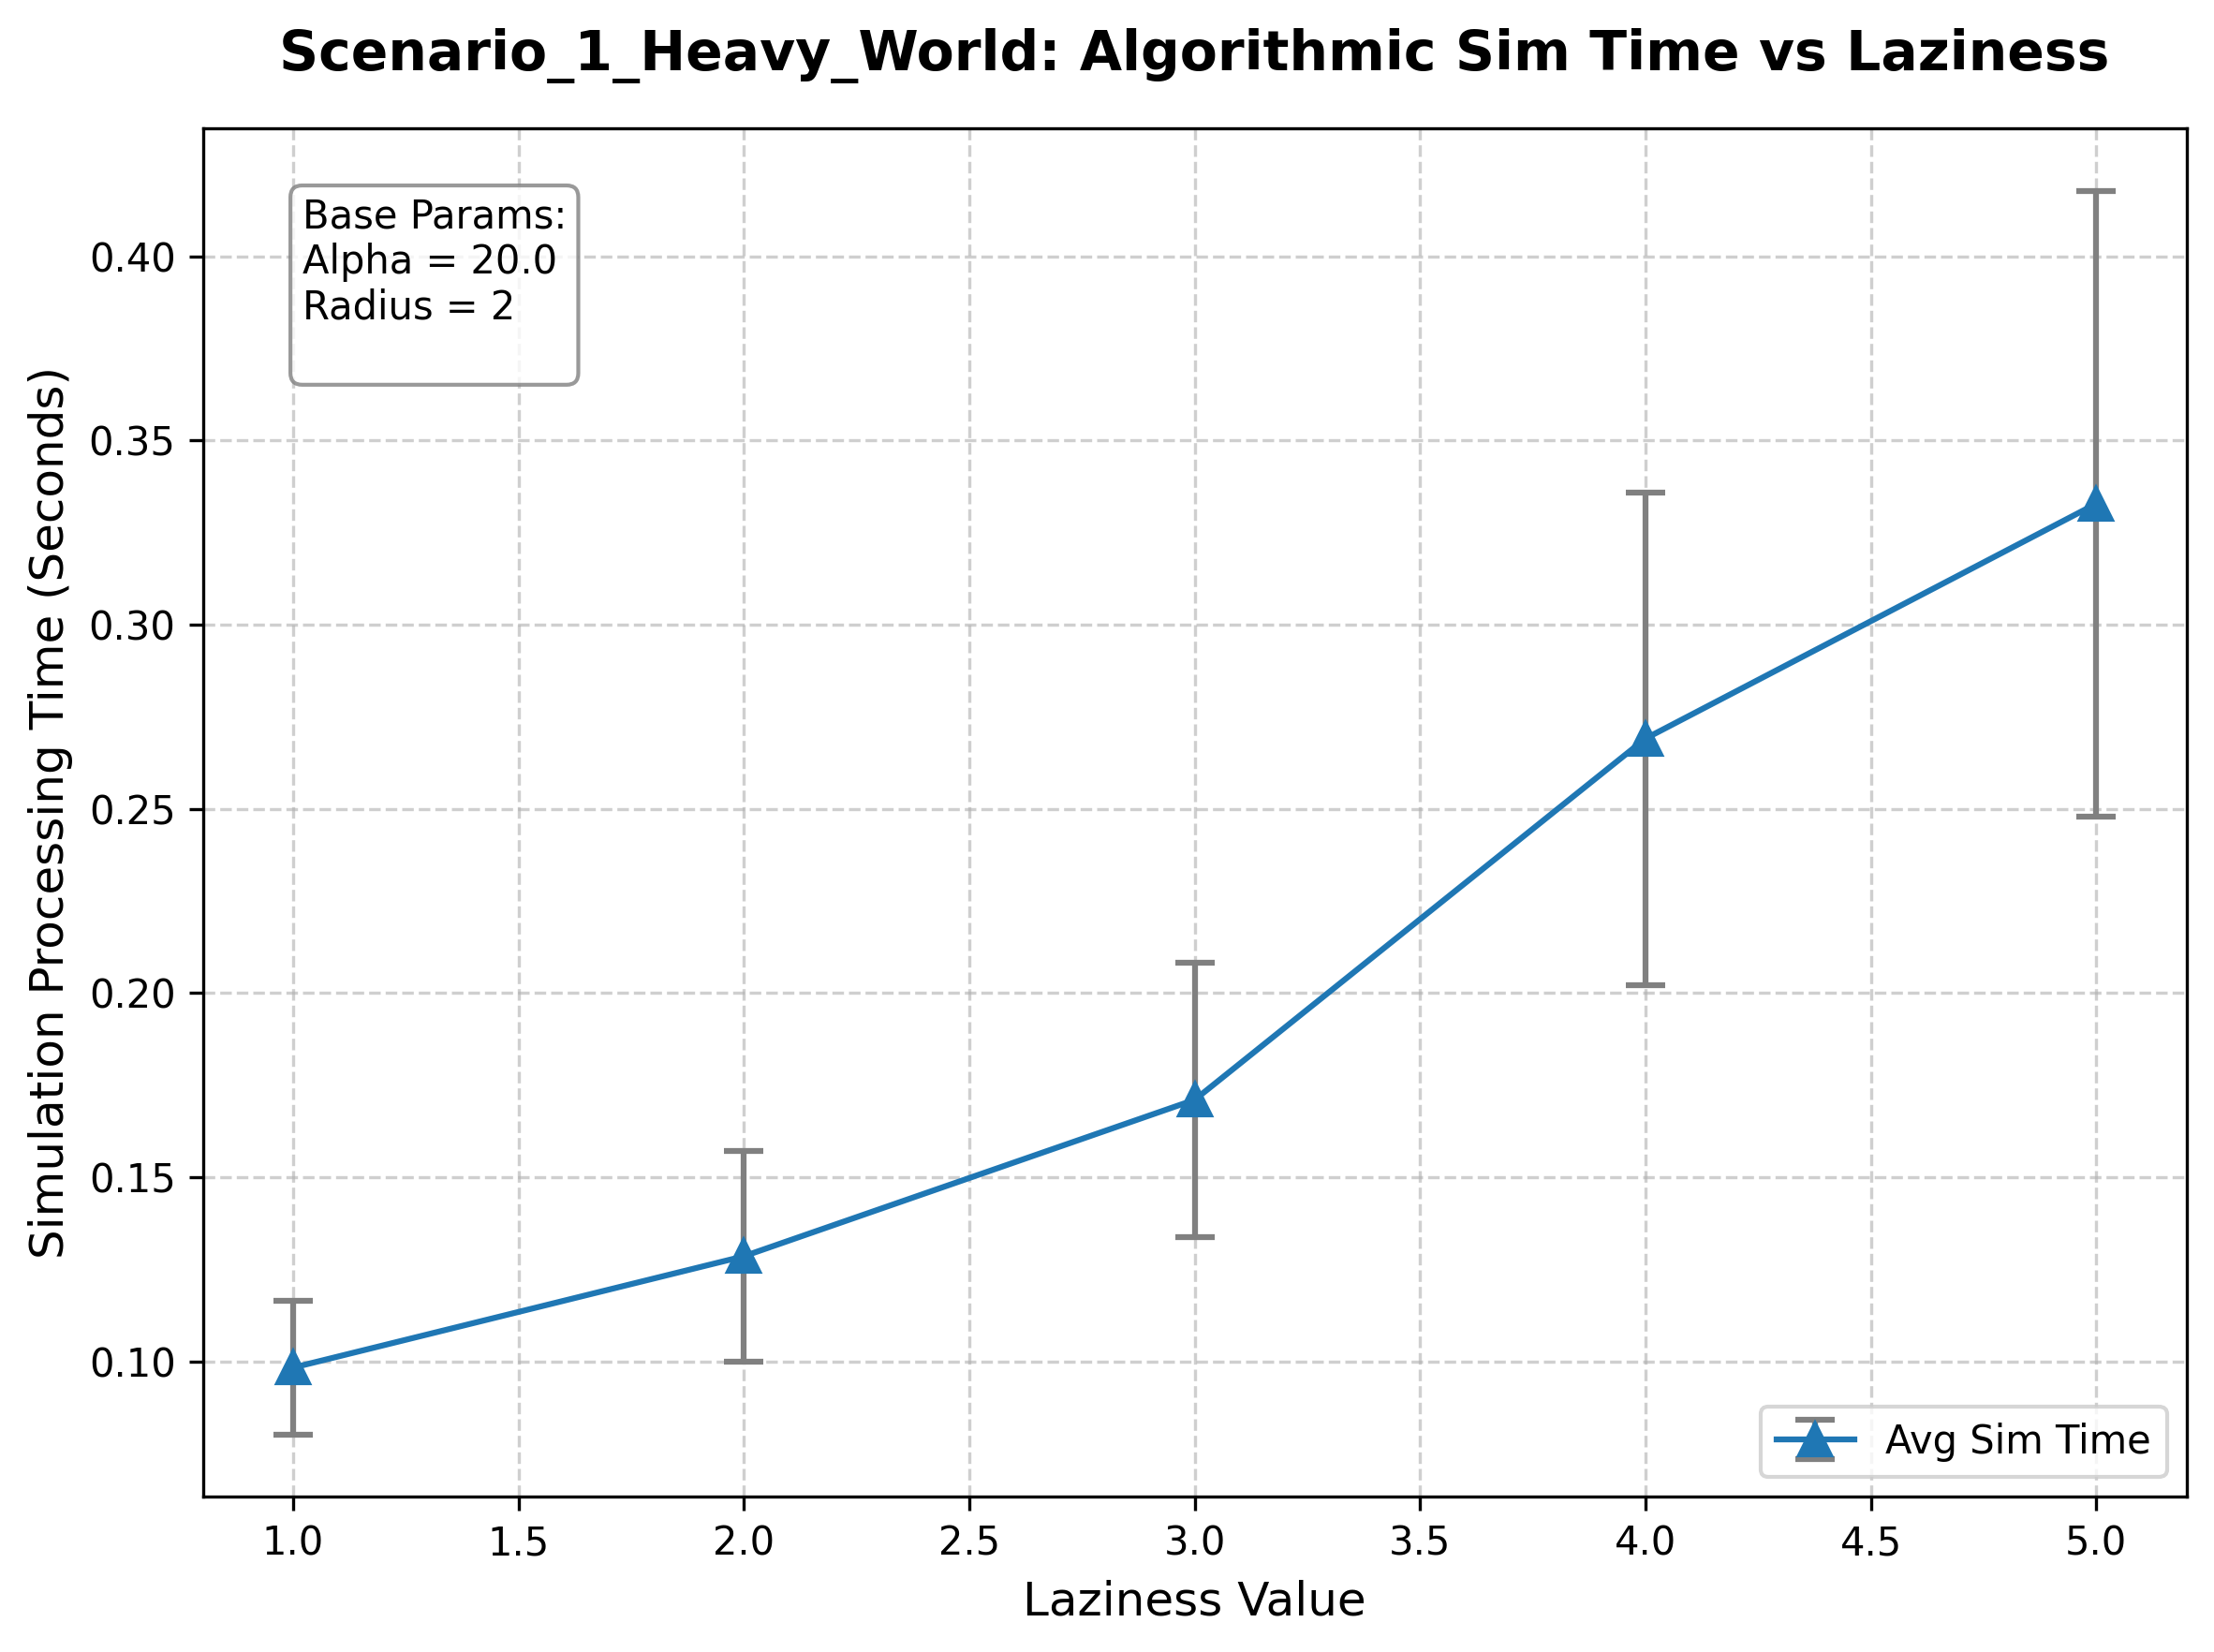 Scenario_1_Heavy_World: Algorithmic Sim Time vs Laziness
Base Params:
Alpha = 20.0
Radius = 2
Simulation Processing Time (Seconds)
0.40
0.35
0.30
0.25
0.20
0.15
0.10
Avg Sim Time
1.0 1.5 2.0 2.5 3.0 3.5 4.0 4.5 5.0
Laziness Value